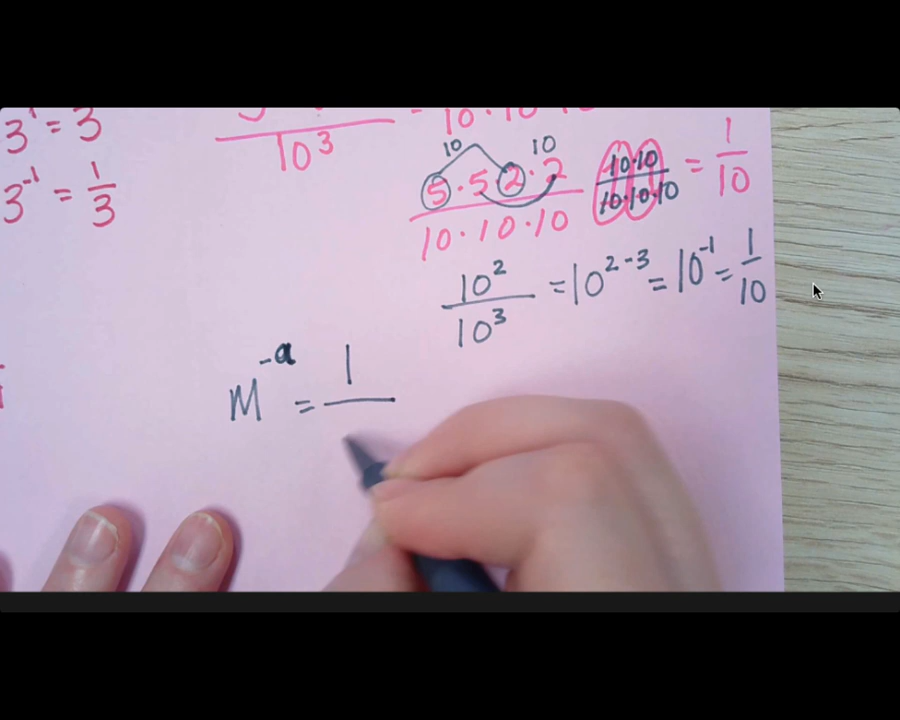 3¹ = 3
3⁻¹ = 1/3
10³
10 10
5 · 5 2 · 2
10 · 10 · 10
10·10 / 10·10·10 = 1/10
10²/10³ = 10²⁻³ = 10⁻¹ = 1/10
M⁻ᵃ = 1/